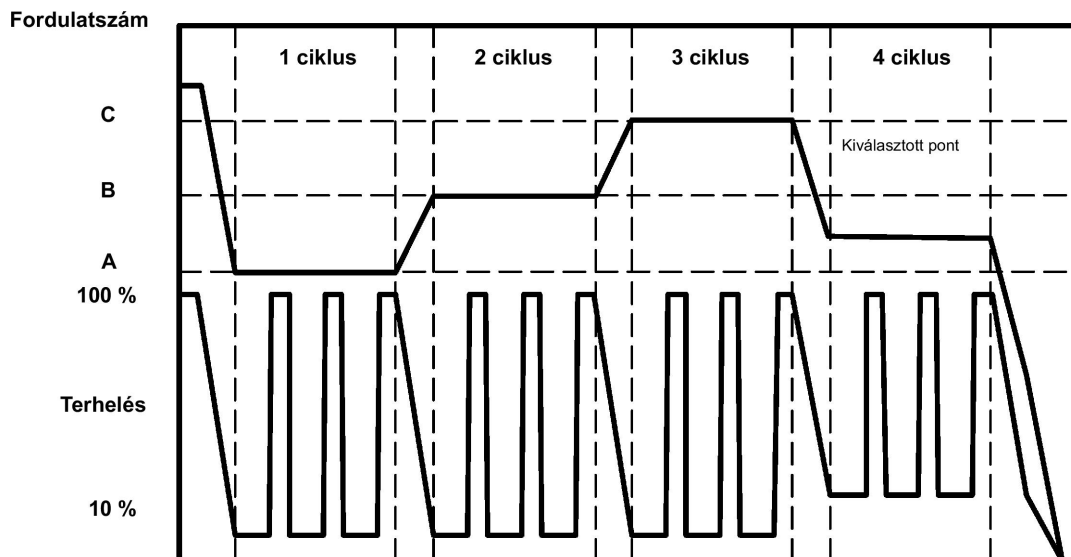 Fordulatszám
1 ciklus
2 ciklus
3 ciklus
4 ciklus
C
Kiválasztott pont
B
A
100 %
Terhelés
10 %